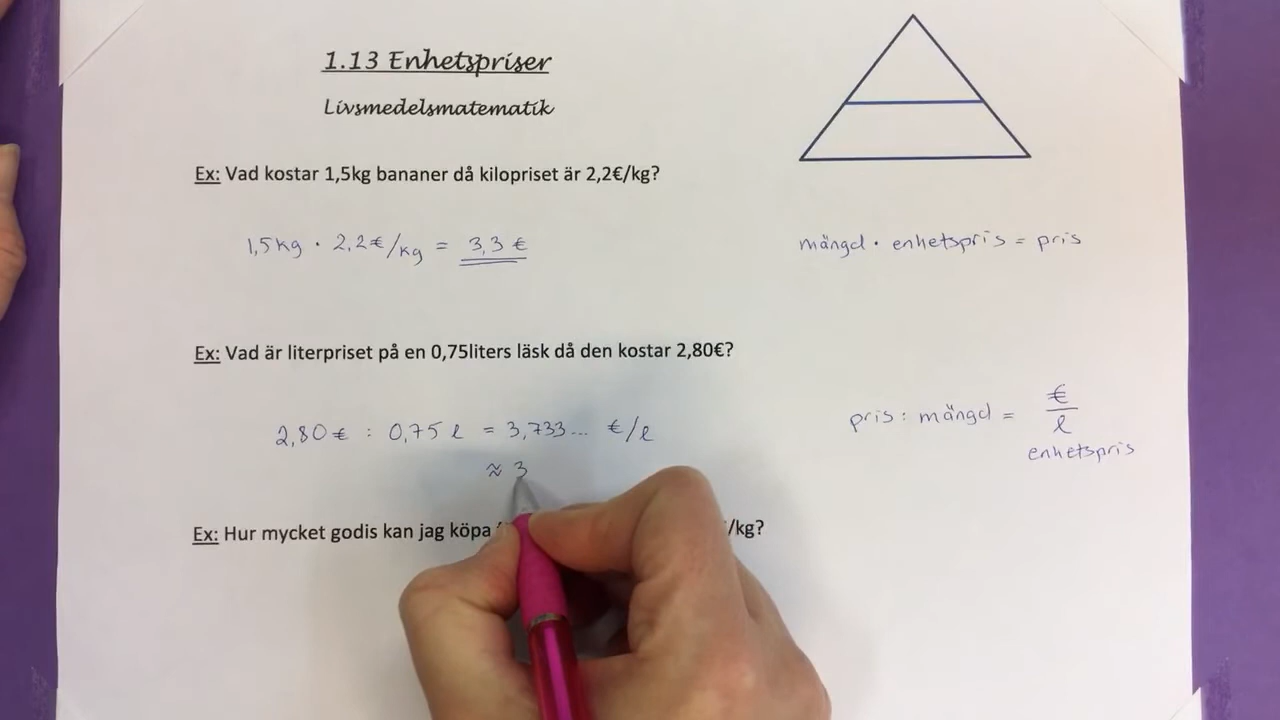 1.13 Enhetspriser
Livsmedelsmatematik
Ex: Vad kostar 1,5kg bananer då kilopriset är 2,2€/kg?
1,5kg · 2,2€/kg = 3,3 €
mängd · enhetspris = pris
Ex: Vad är literpriset på en 0,75liters läsk då den kostar 2,80€?
2,80€ : 0,75 l = 3,733... €/l
≈ 3
pris : mängd = €/l
enhetspris
Ex: Hur mycket godis kan jag köpa /kg?